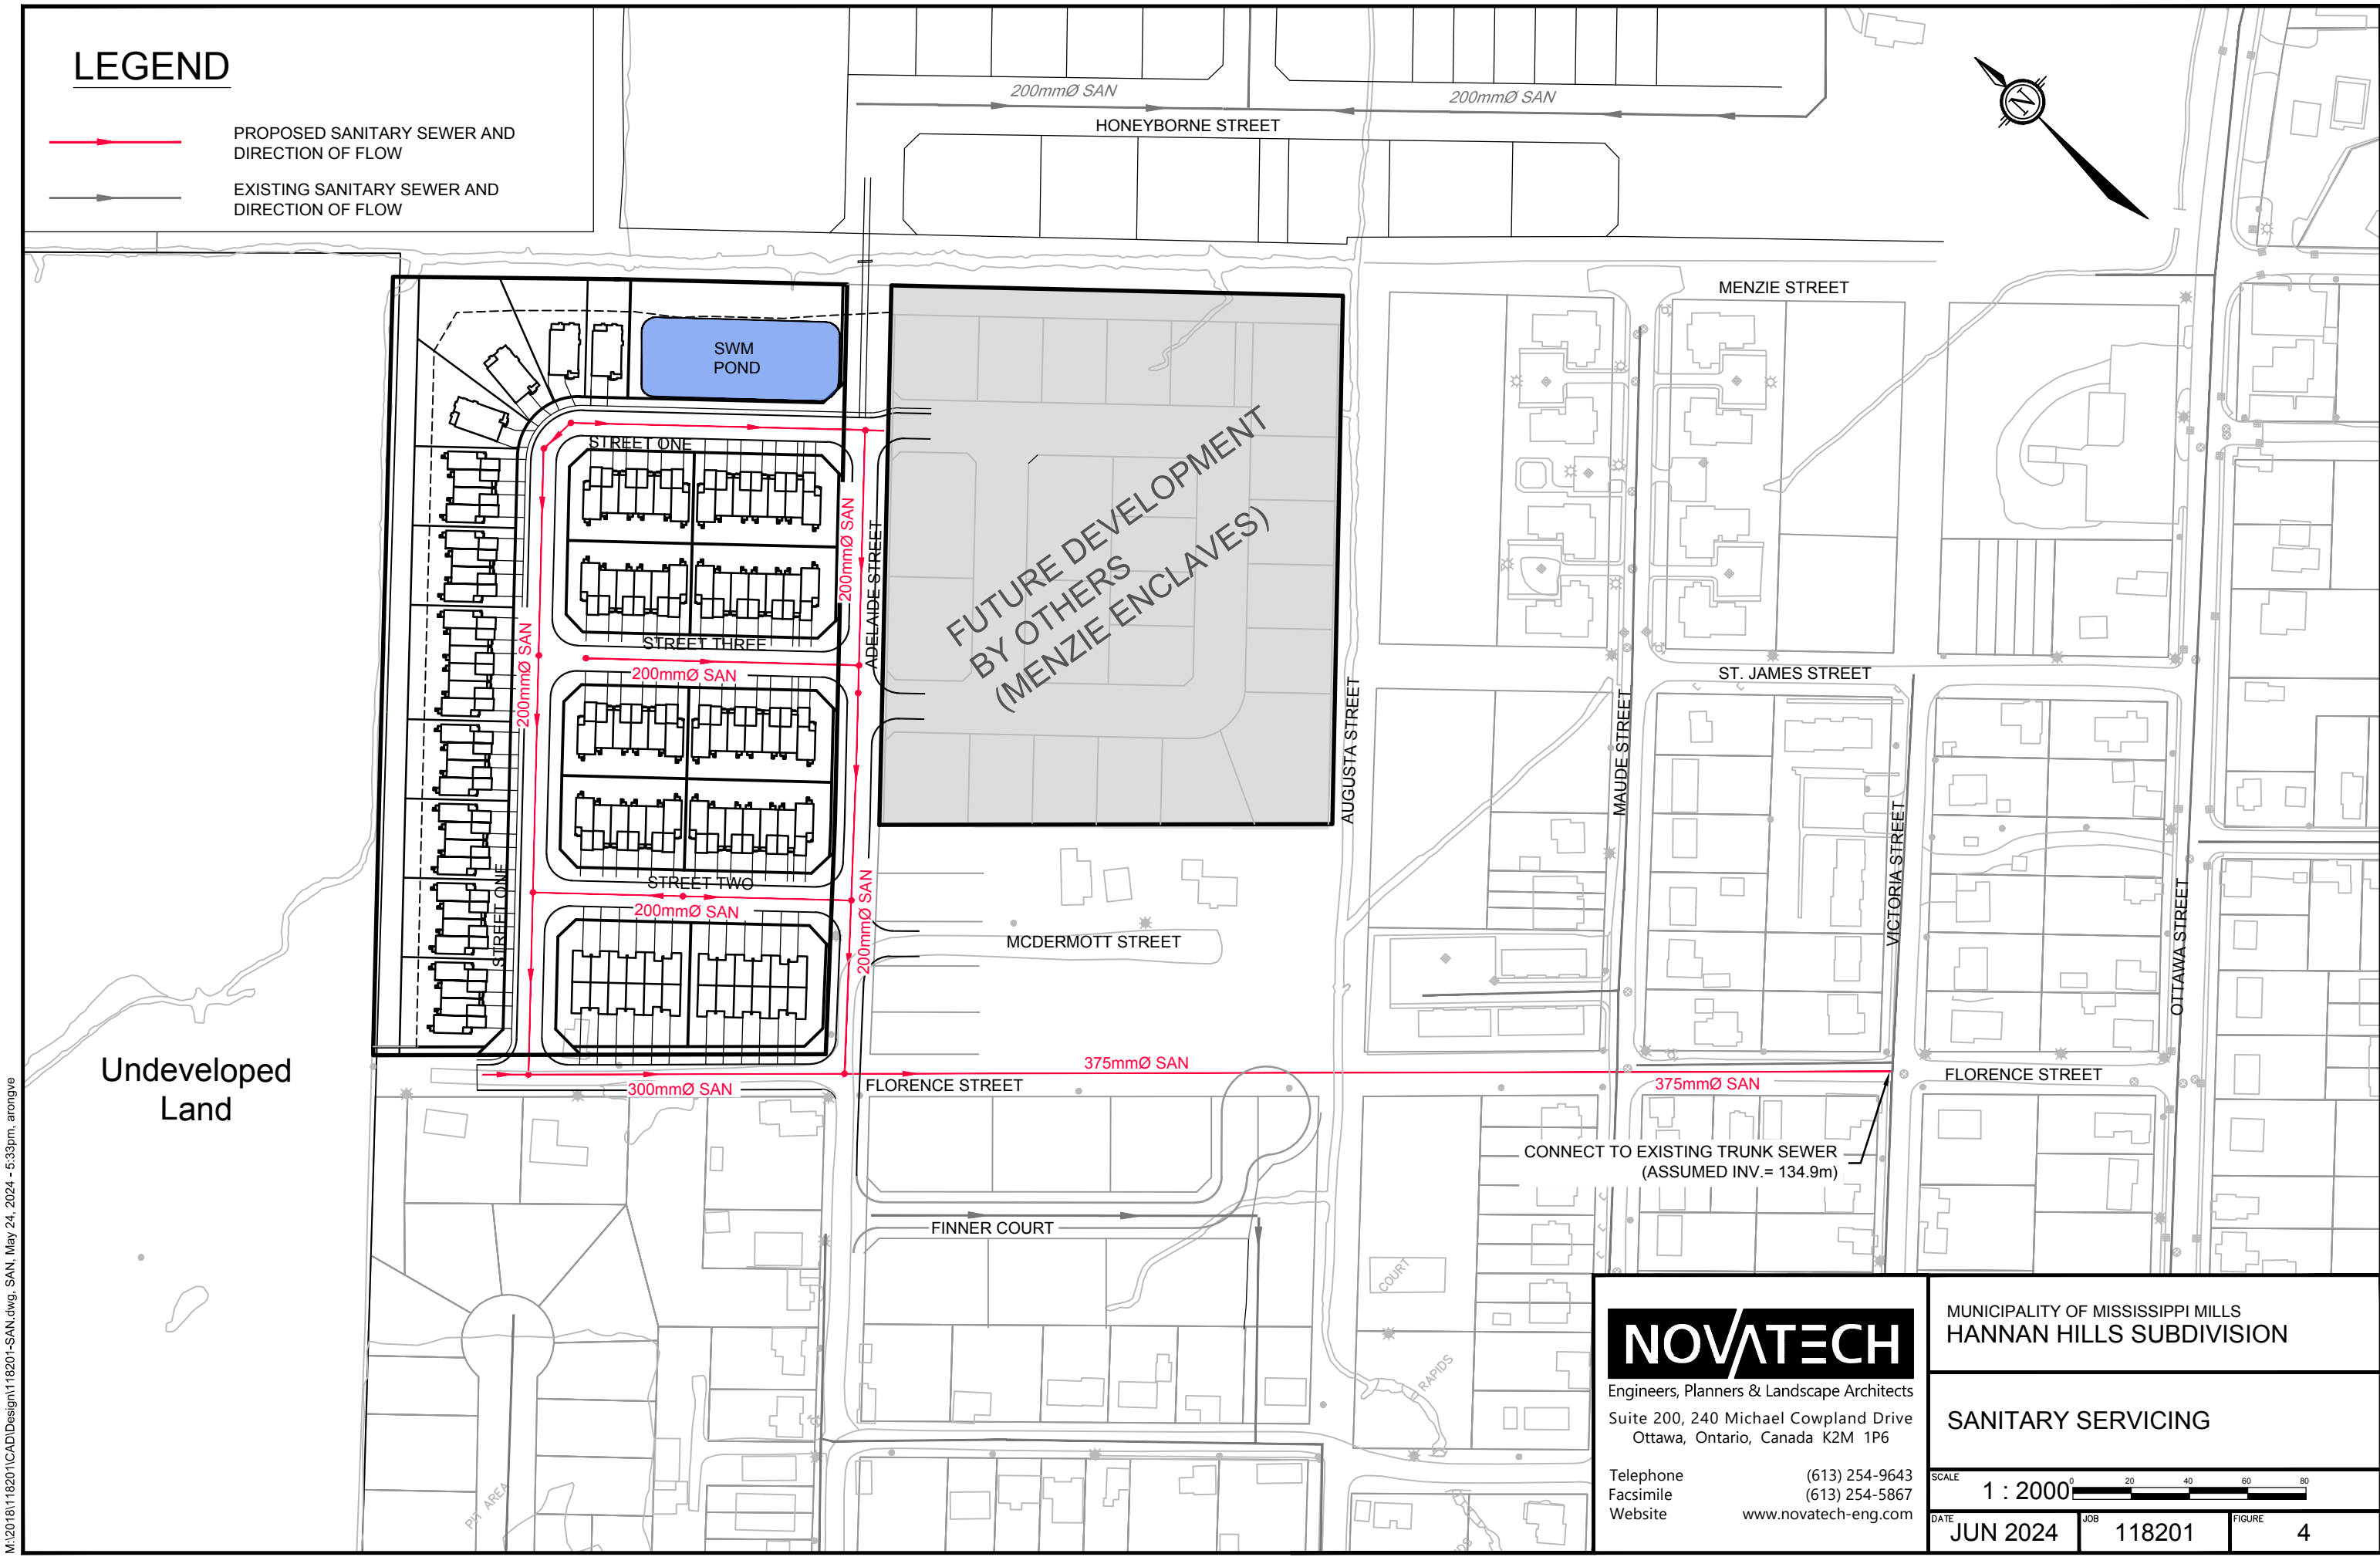 LEGEND
PROPOSED SANITARY SEWER AND
DIRECTION OF FLOW
EXISTING SANITARY SEWER AND
DIRECTION OF FLOW
200mmØ SAN
200mmØ SAN
HONEYBORNE STREET
N
MENZIE STREET
SWM
POND
STREET ONE
200mmØ SAN
ADELAIDE STREET
FUTURE DEVELOPMENT
BY OTHERS
(MENZIE ENCLAVES)
STREET THREE
200mmØ SAN
200mmØ SAN
ST. JAMES STREET
AUGUSTA STREET
MAUDE STREET
VICTORIA STREET
OTTAWA STREET
STREET TWO
200mmØ SAN
STREET ONE
200mmØ SAN
MCDERMOTT STREET
Undeveloped
Land
375mmØ SAN
300mmØ SAN
FLORENCE STREET
375mmØ SAN
FLORENCE STREET
CONNECT TO EXISTING TRUNK SEWER
(ASSUMED INV.= 134.9m)
FINNER COURT
COURT
RAPIDS
PIT AREA
NOVATECH
Engineers, Planners & Landscape Architects
Suite 200, 240 Michael Cowpland Drive
Ottawa, Ontario, Canada K2M 1P6
Telephone (613) 254-9643
Facsimile (613) 254-5867
Website www.novatech-eng.com
MUNICIPALITY OF MISSISSIPPI MILLS
HANNAN HILLS SUBDIVISION
SANITARY SERVICING
SCALE
1 : 2000
0 20 40 60 80
DATE JUN 2024
JOB 118201
FIGURE 4
M:\2018\118201\CAD\Design\118201-SAN.dwg, SAN, May 24, 2024 - 5:33pm, arongve